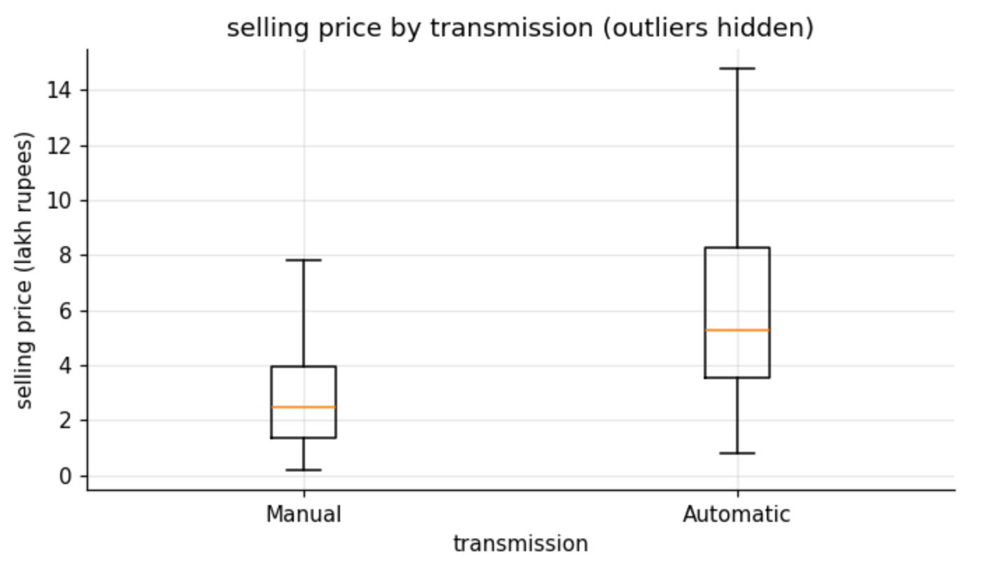 selling price by transmission (outliers hidden)
selling price (lakh rupees)
14
12
10
8
6
4
2
0
Manual Automatic
transmission